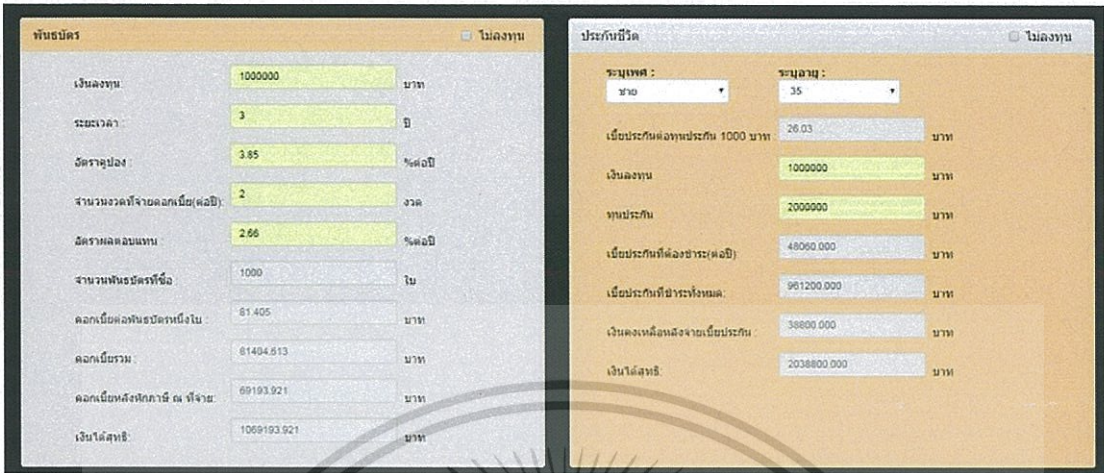 พันธบัตร ไม่ลงทุน
เงินลงทุน: 1000000 บาท
ระยะเวลา : 3 ปี
อัตราคูปอง : 3.85 %ต่อปี
จำนวนงวดที่จ่ายดอกเบี้ย(ต่อปี): 2 งวด
อัตราผลตอบแทน : 2.66 %ต่อปี
จำนวนพันธบัตรที่ซื้อ 1000 ใบ
ดอกเบี้ยต่อพันธบัตรหนึ่งใบ : 81.405 บาท
ดอกเบี้ยรวม : 81404.613 บาท
ดอกเบี้ยหลังหักภาษี ณ ที่จ่าย: 69193.921 บาท
เงินได้สุทธิ: 1069193.921 บาท
ประกันชีวิต ไม่ลงทุน
ระบุเพศ : ระบุอายุ :
ชาย 35
เบี้ยประกันต่อทุนประกัน 1000 บาท 26.03 บาท
เงินลงทุน 1000000 บาท
ทุนประกัน 2000000 บาท
เบี้ยประกันที่ต้องชำระ(ต่อปี) 48060.000 บาท
เบี้ยประกันที่ชำระทั้งหมด: 961200.000 บาท
เงินคงเหลือหลังจ่ายเบี้ยประกัน : 38800.000 บาท
เงินได้สุทธิ: 2038800.000 บาท